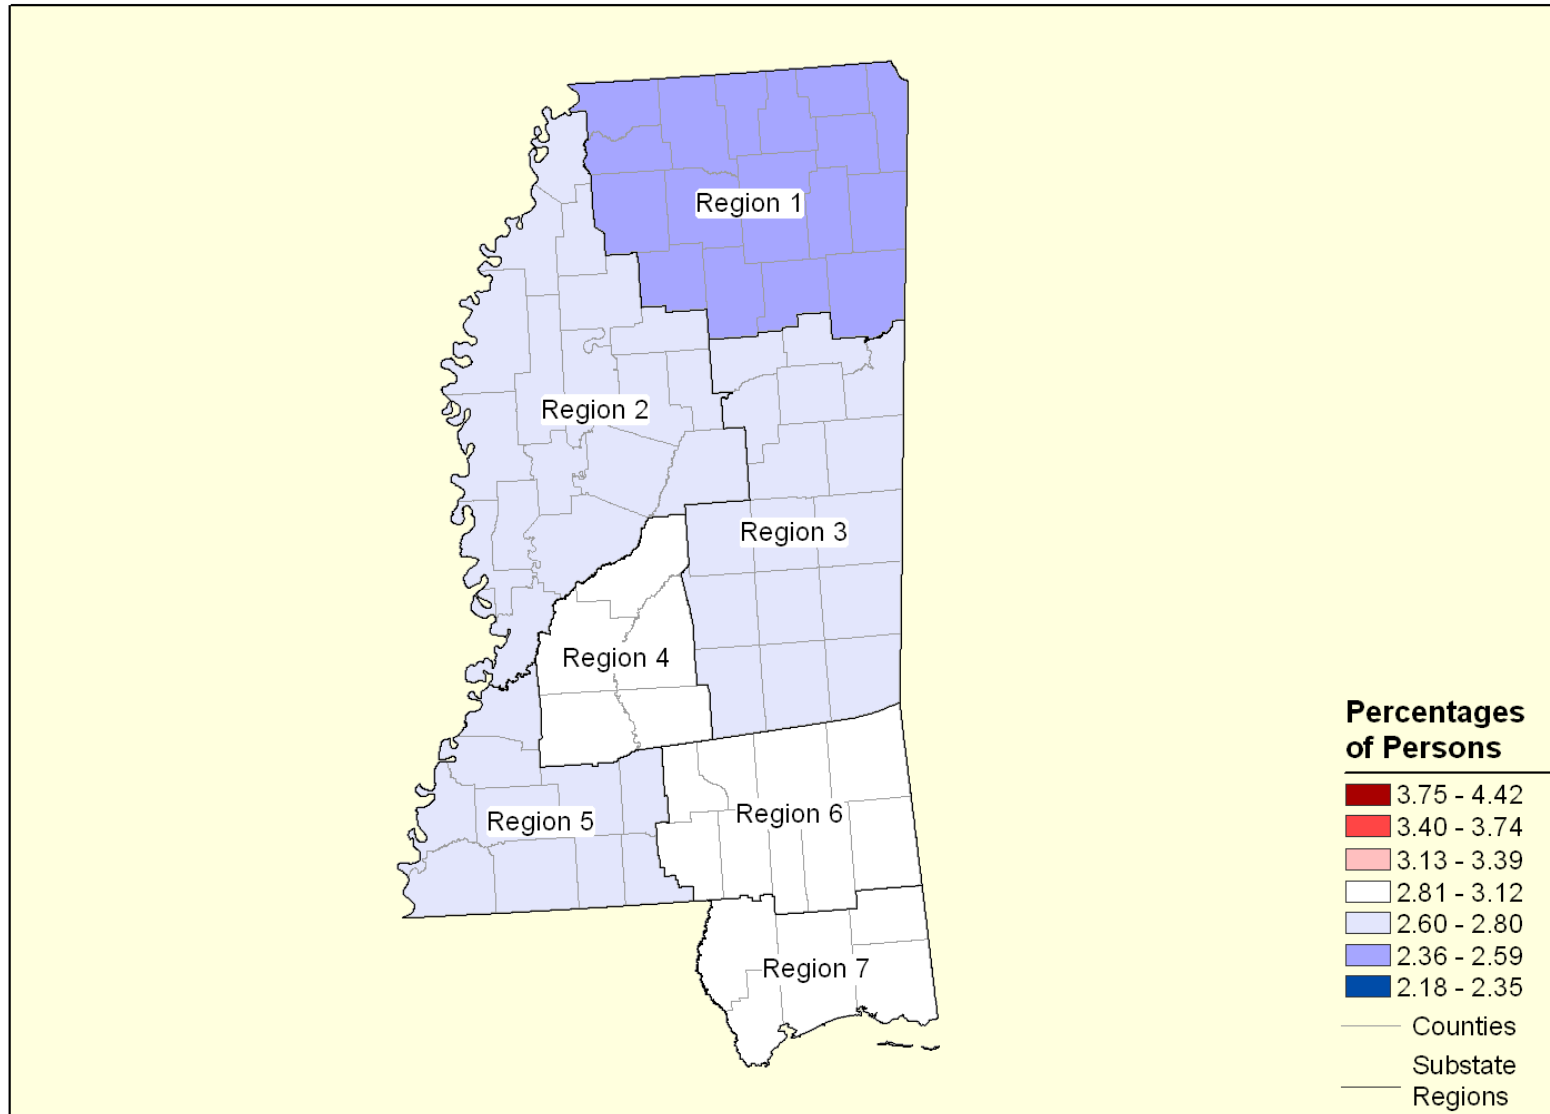 Region 1
Region 2
Region 3
Region 4
Region 5
Region 6
Region 7
Percentages
of Persons
3.75 - 4.42
3.40 - 3.74
3.13 - 3.39
2.81 - 3.12
2.60 - 2.80
2.36 - 2.59
2.18 - 2.35
Counties
Substate
Regions